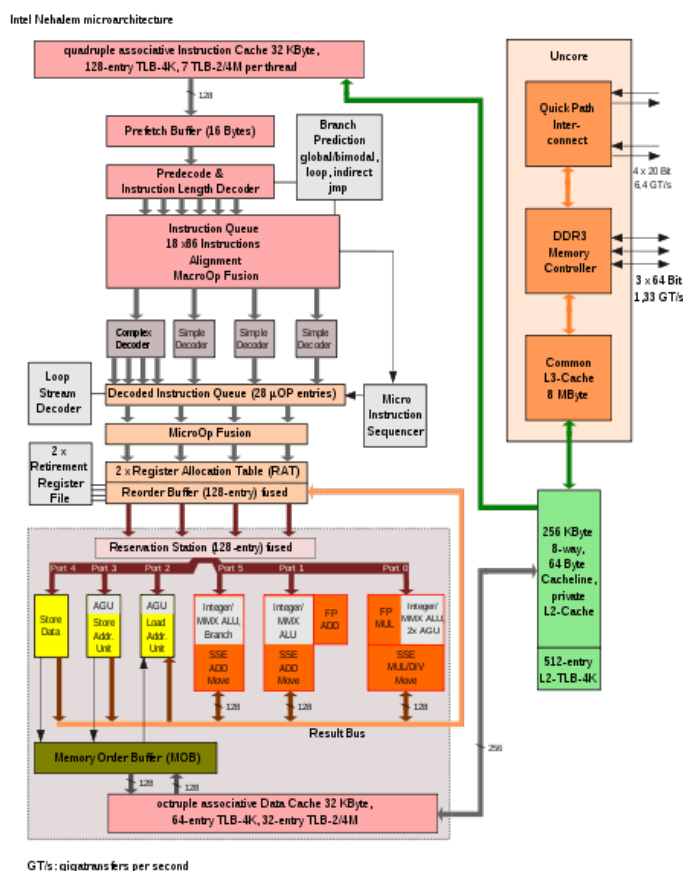 Intel Nehalem microarchitecture
quadruple associative Instruction Cache 32 KByte,
128-entry TLB-4K, 7 TLB-2/4M per thread
128
Prefetch Buffer (16 Bytes)
Predecode &
Instruction Length Decoder
Branch
Prediction
global/bimodal,
loop, indirect
jmp
Instruction Queue
18 x86 Instructions
Alignment
MacroOp Fusion
Complex
Decoder
Simple
Decoder
Simple
Decoder
Simple
Decoder
Loop
Stream
Decoder
Decoded Instruction Queue (28 µOP entries)
Micro
Instruction
Sequencer
MicroOp Fusion
2 x
Retirement
Register
File
2 x Register Allocation Table (RAT)
Reorder Buffer (128-entry) fused
Reservation Station (128-entry) fused
Port 4
Port 3
Port 2
Port 5
Port 1
Port 0
Store
Data
AGU
Store
Addr.
Unit
AGU
Load
Addr.
Unit
Integer/
MMX ALU,
Branch
SSE
ADD
Move
Integer/
MMX
ALU
FP
ADD
SSE
ADD
Move
FP
MUL
Integer/
MMX ALU,
2x AGU
SSE
MUL/DIV
Move
128
128
128
Result Bus
Memory Order Buffer (MOB)
128
128
octruple associative Data Cache 32 KByte,
64-entry TLB-4K, 32-entry TLB-2/4M
256
Uncore
Quick Path
Inter-
connect
4 x 20 Bit
6,4 GT/s
DDR3
Memory
Controller
3 x 64 Bit
1,33 GT/s
Common
L3-Cache
8 MByte
256 KByte
8-way,
64 Byte
Cacheline,
private
L2-Cache
512-entry
L2-TLB-4K
GT/s: gigatransfers per second